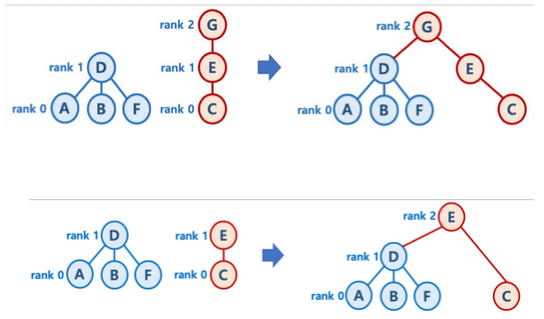 rank 2 G rank 2 G
rank 1 D rank 1 E rank 1 D E
rank 0 A B F rank 0 C rank 0 A B F C
rank 2 E
rank 1 D rank 1 E rank 1 D
rank 0 A B F rank 0 C rank 0 A B F C